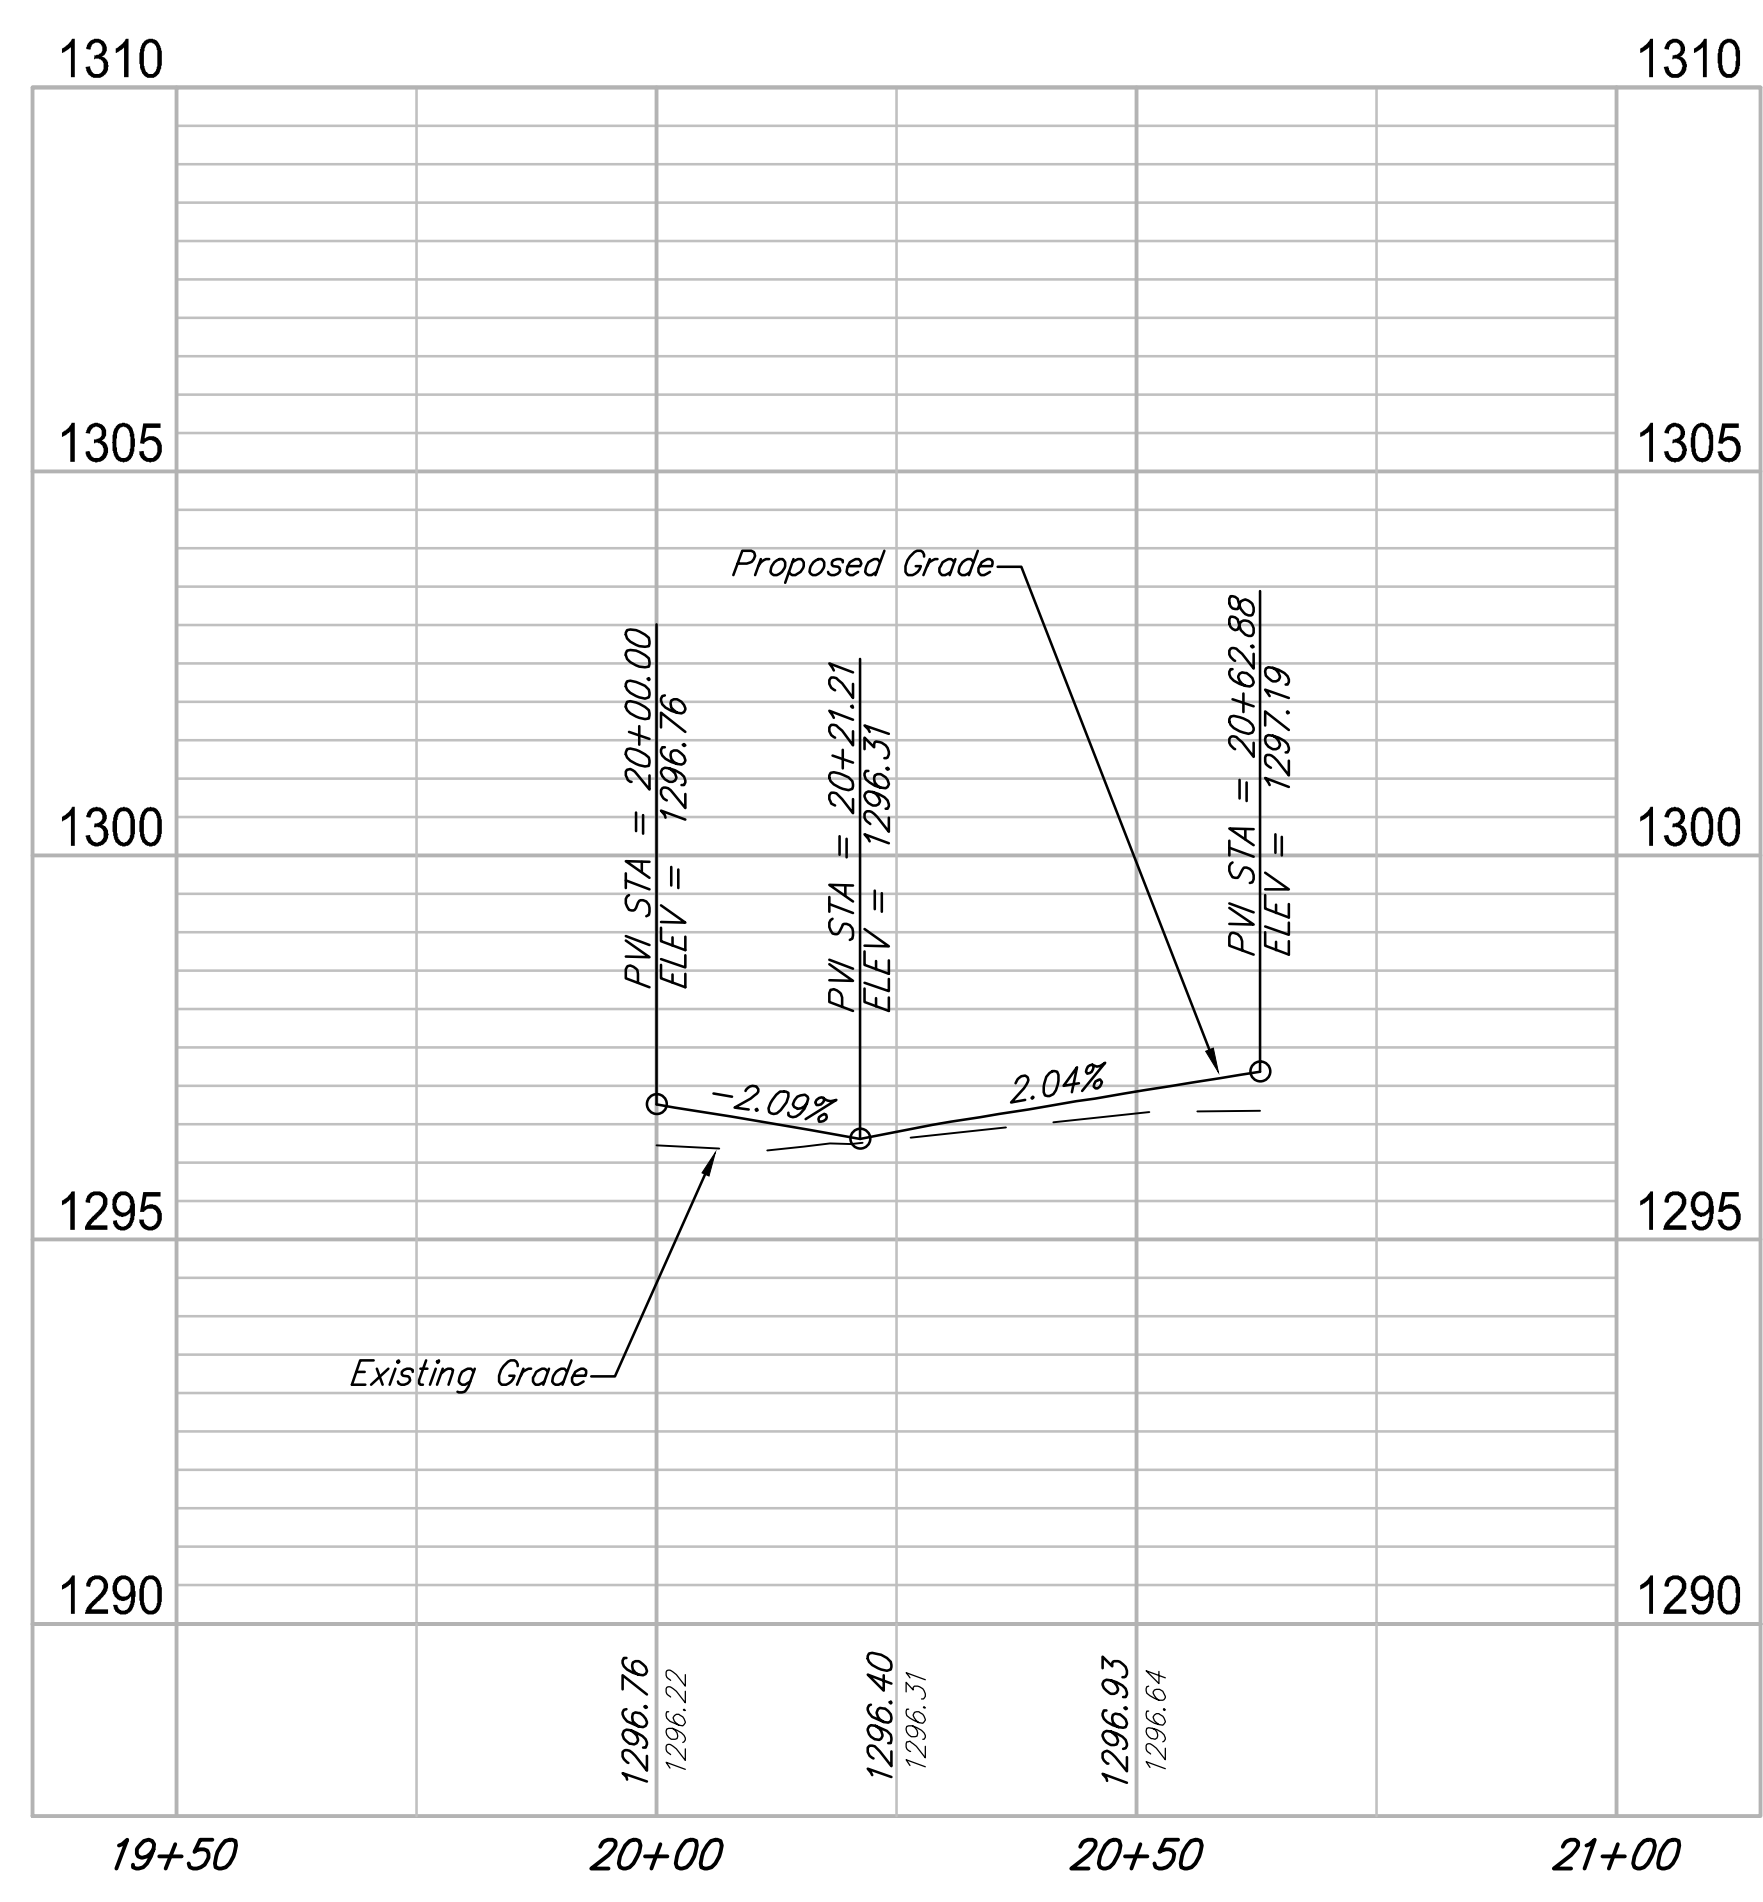 1310 1310
1305 1305
Proposed Grade
PVI STA = 20+00.00
ELEV = 1296.76
PVI STA = 20+21.21
ELEV = 1296.31
PVI STA = 20+62.88
ELEV = 1297.19
1300 1300
-2.09%
2.04%
1295 1295
Existing Grade
1290 1290
1296.76
1296.22
1296.40
1296.31
1296.93
1296.64
19+50 20+00 20+50 21+00